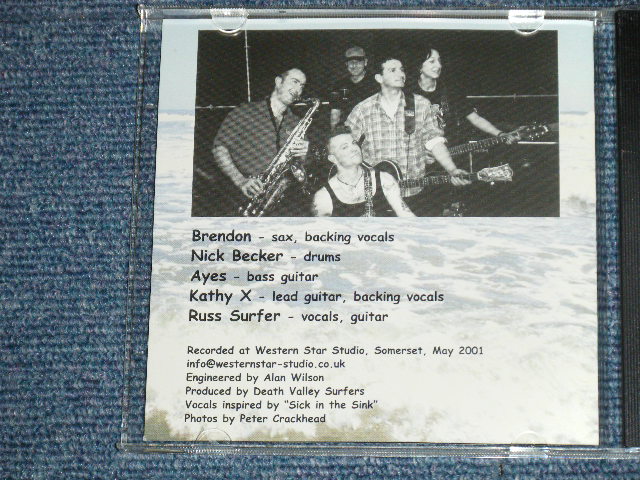 Brendon - sax, backing vocals
Nick Becker - drums
Ayes - bass guitar
Kathy X - lead guitar, backing vocals
Russ Surfer - vocals, guitar
Recorded at Western Star Studio, Somerset, May 2001
info@westernstar-studio.co.uk
Engineered by Alan Wilson
Produced by Death Valley Surfers
Vocals inspired by "Sick in the Sink"
Photos by Peter Crackhead